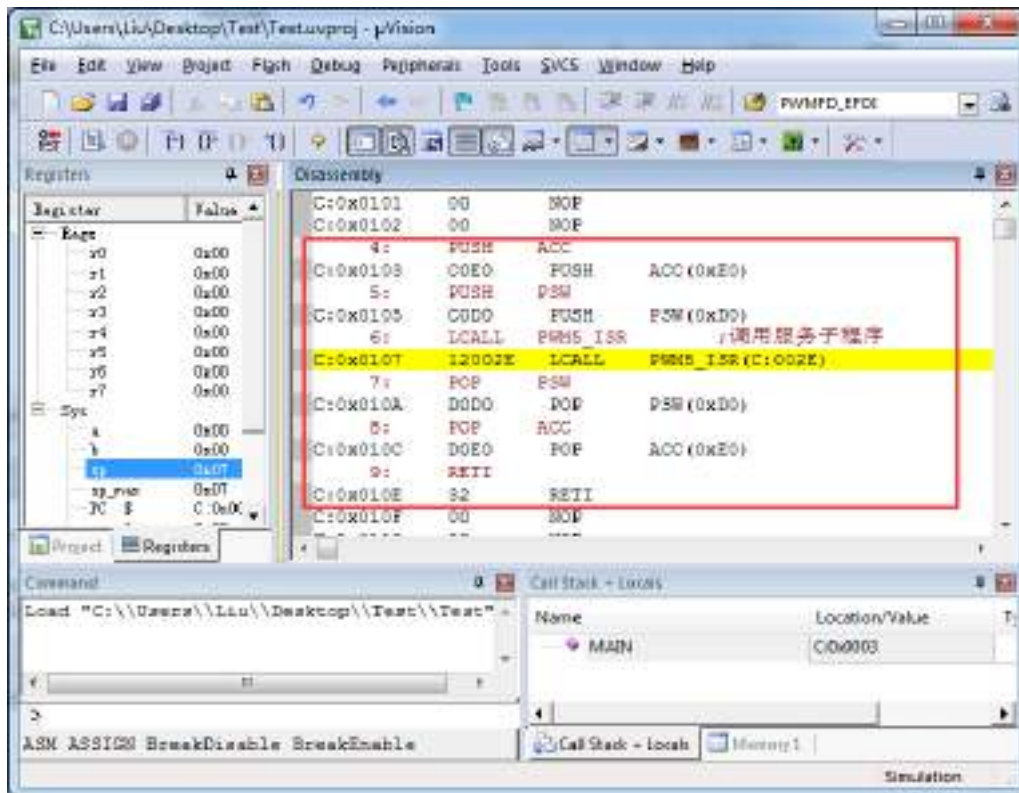 C:\Users\Liu\Desktop\Test\Test.uvproj - µVision
File Edit View Project Flash Debug Peripherals Tools SVCS Window Help
Registers
Register Value
Regs
r0 0x00
r1 0x00
r2 0x00
r3 0x00
r4 0x00
r5 0x00
r6 0x00
r7 0x00
Sys
a 0x00
b 0x00
sp 0x07
sp_max 0x07
PC $
Project Registers
Disassembly
C:0x0101 00 NOP
C:0x0102 00 NOP
4: PUSH ACC
C:0x0103 C0E0 PUSH ACC(0xE0)
5: PUSH PSW
C:0x0105 C0D0 PUSH PSW(0xD0)
6: LCALL PWM5_ISR ;调用服务子程序
C:0x0107 12002E LCALL PWM5_ISR(C:002E)
7: POP PSW
C:0x010A D0D0 POP PSW(0xD0)
8: POP ACC
C:0x010C D0E0 POP ACC(0xE0)
9: RETI
C:0x010E 32 RETI
C:0x010F 00 NOP
Command
Load "C:\\Users\\Liu\\Desktop\\Test\\Test"
>
ASM ASSIGN BreakDisable BreakEnable
Call Stack + Locals
Name Location/Value
MAIN C:0x0003
Call Stack + Locals Memory 1
Simulation